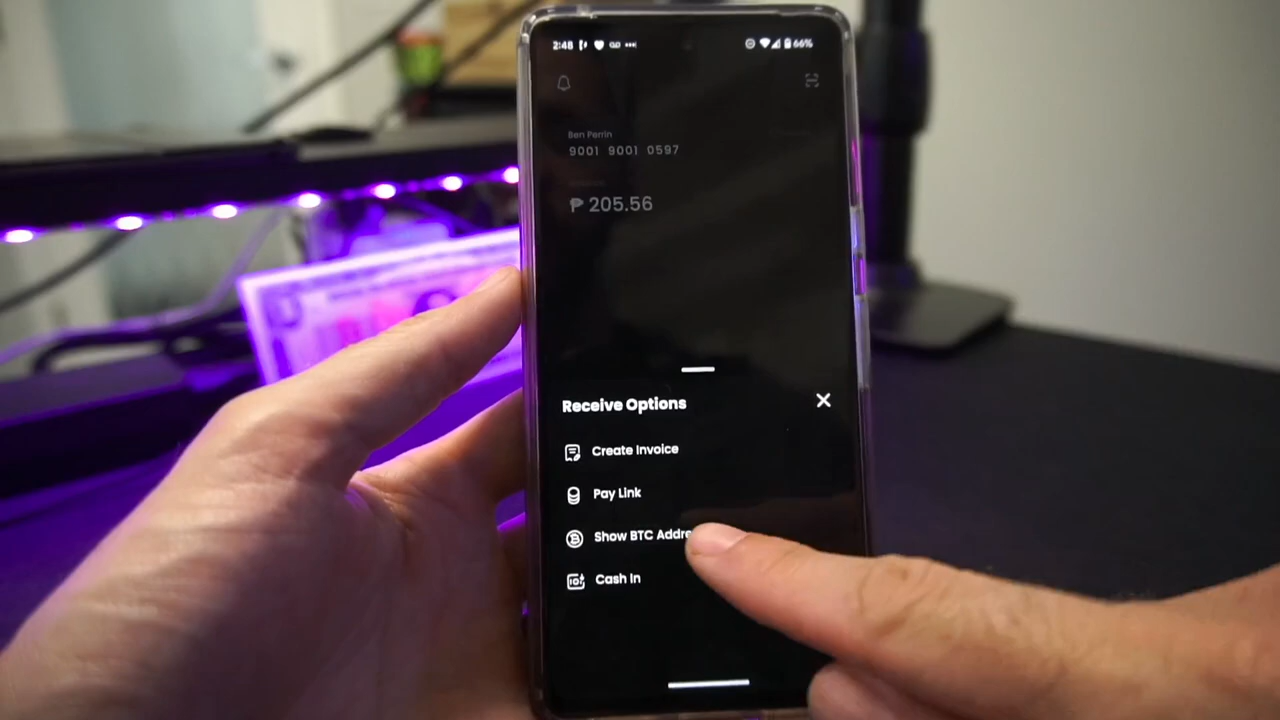 2:48
66%
Ben Perrin
9001 9001 0597
₱ 205.56
Receive Options
Create Invoice
Pay Link
Show BTC Addre
Cash In